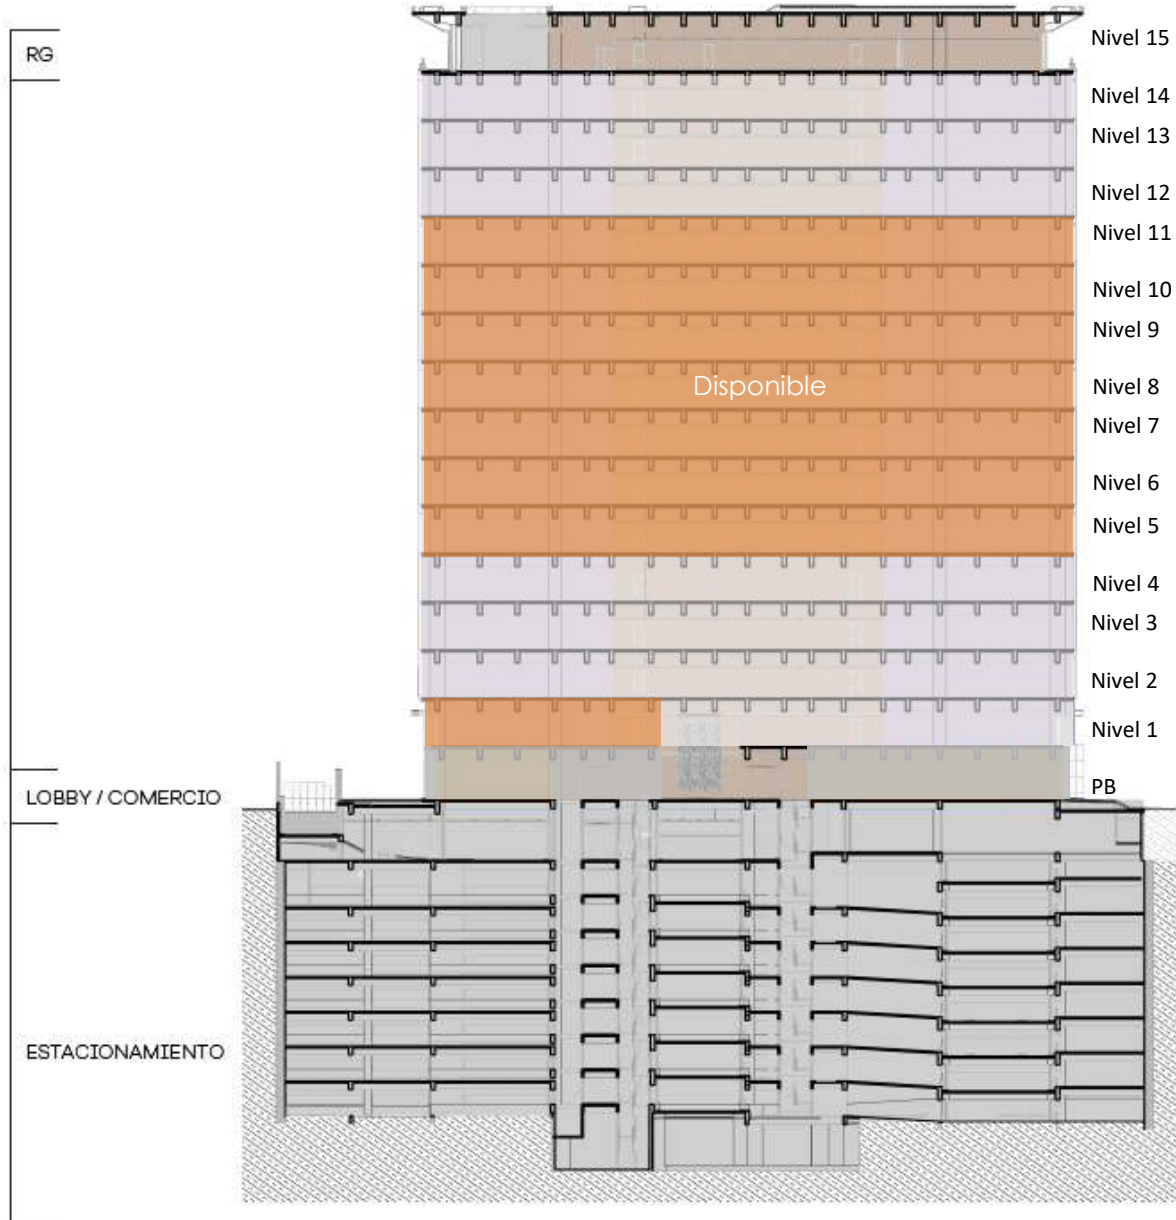 RG
Nivel 15
Nivel 14
Nivel 13
Nivel 12
Nivel 11
Nivel 10
Nivel 9
Disponible
Nivel 8
Nivel 7
Nivel 6
Nivel 5
Nivel 4
Nivel 3
Nivel 2
Nivel 1
PB
LOBBY / COMERCIO
ESTACIONAMIENTO